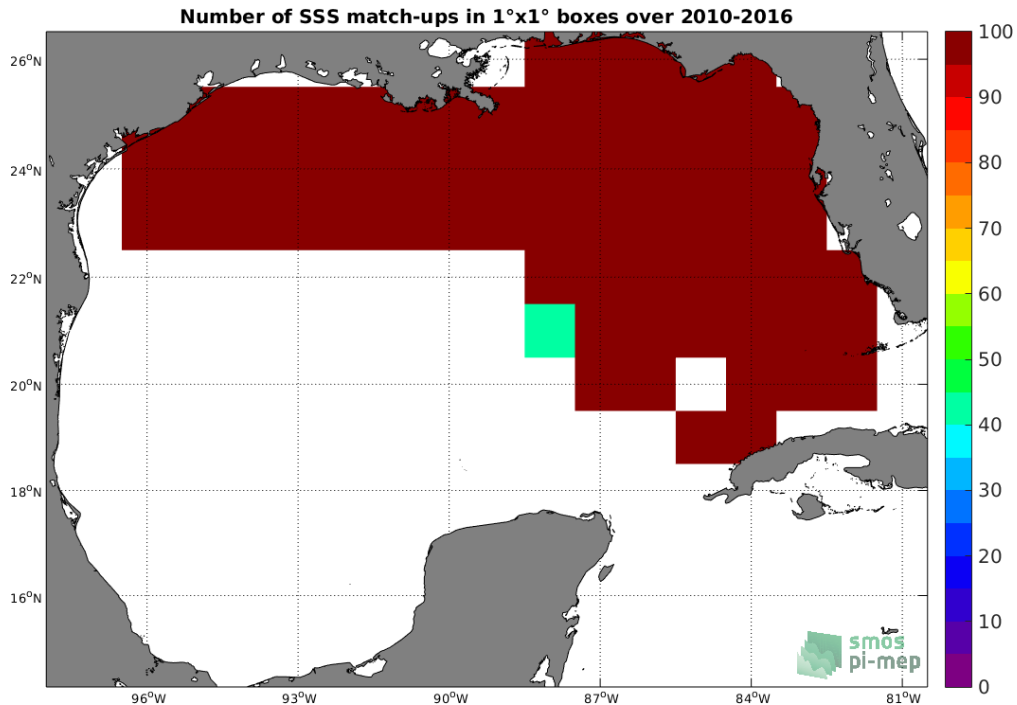 Number of SSS match-ups in 1°x1° boxes over 2010-2016
26°N
24°N
22°N
20°N
18°N
16°N
96°W
93°W
90°W
87°W
84°W
81°W
100
90
80
70
60
50
40
30
20
10
0
smos
pi-mep